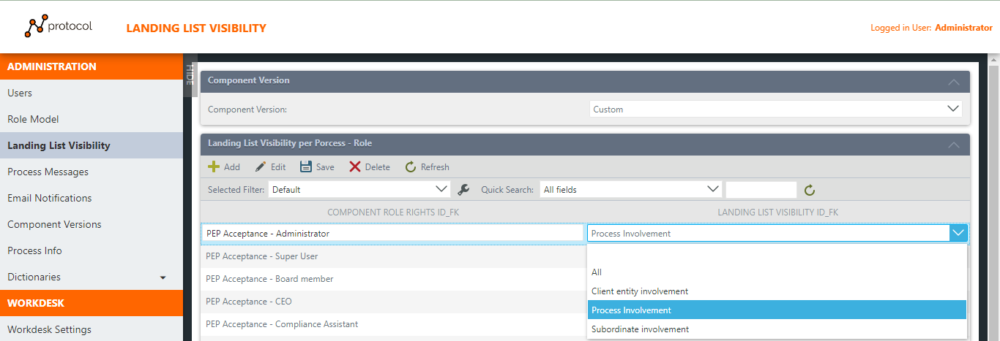 protocol
LANDING LIST VISIBILITY
Logged in User: Administrator
ADMINISTRATION
Users
Role Model
Landing List Visibility
Process Messages
Email Notifications
Component Versions
Process Info
Dictionaries
WORKDESK
Workdesk Settings
HIDE
Component Version
Component Version: Custom
Landing List Visibility per Porcess - Role
Add Edit Save Delete Refresh
Selected Filter: Default Quick Search: All fields
COMPONENT ROLE RIGHTS ID_FK LANDING LIST VISIBILITY ID_FK
PEP Acceptance - Administrator Process Involvement
PEP Acceptance - Super User
PEP Acceptance - Board member
PEP Acceptance - CEO
PEP Acceptance - Compliance Assistant
All
Client entity involvement
Process Involvement
Subordinate involvement